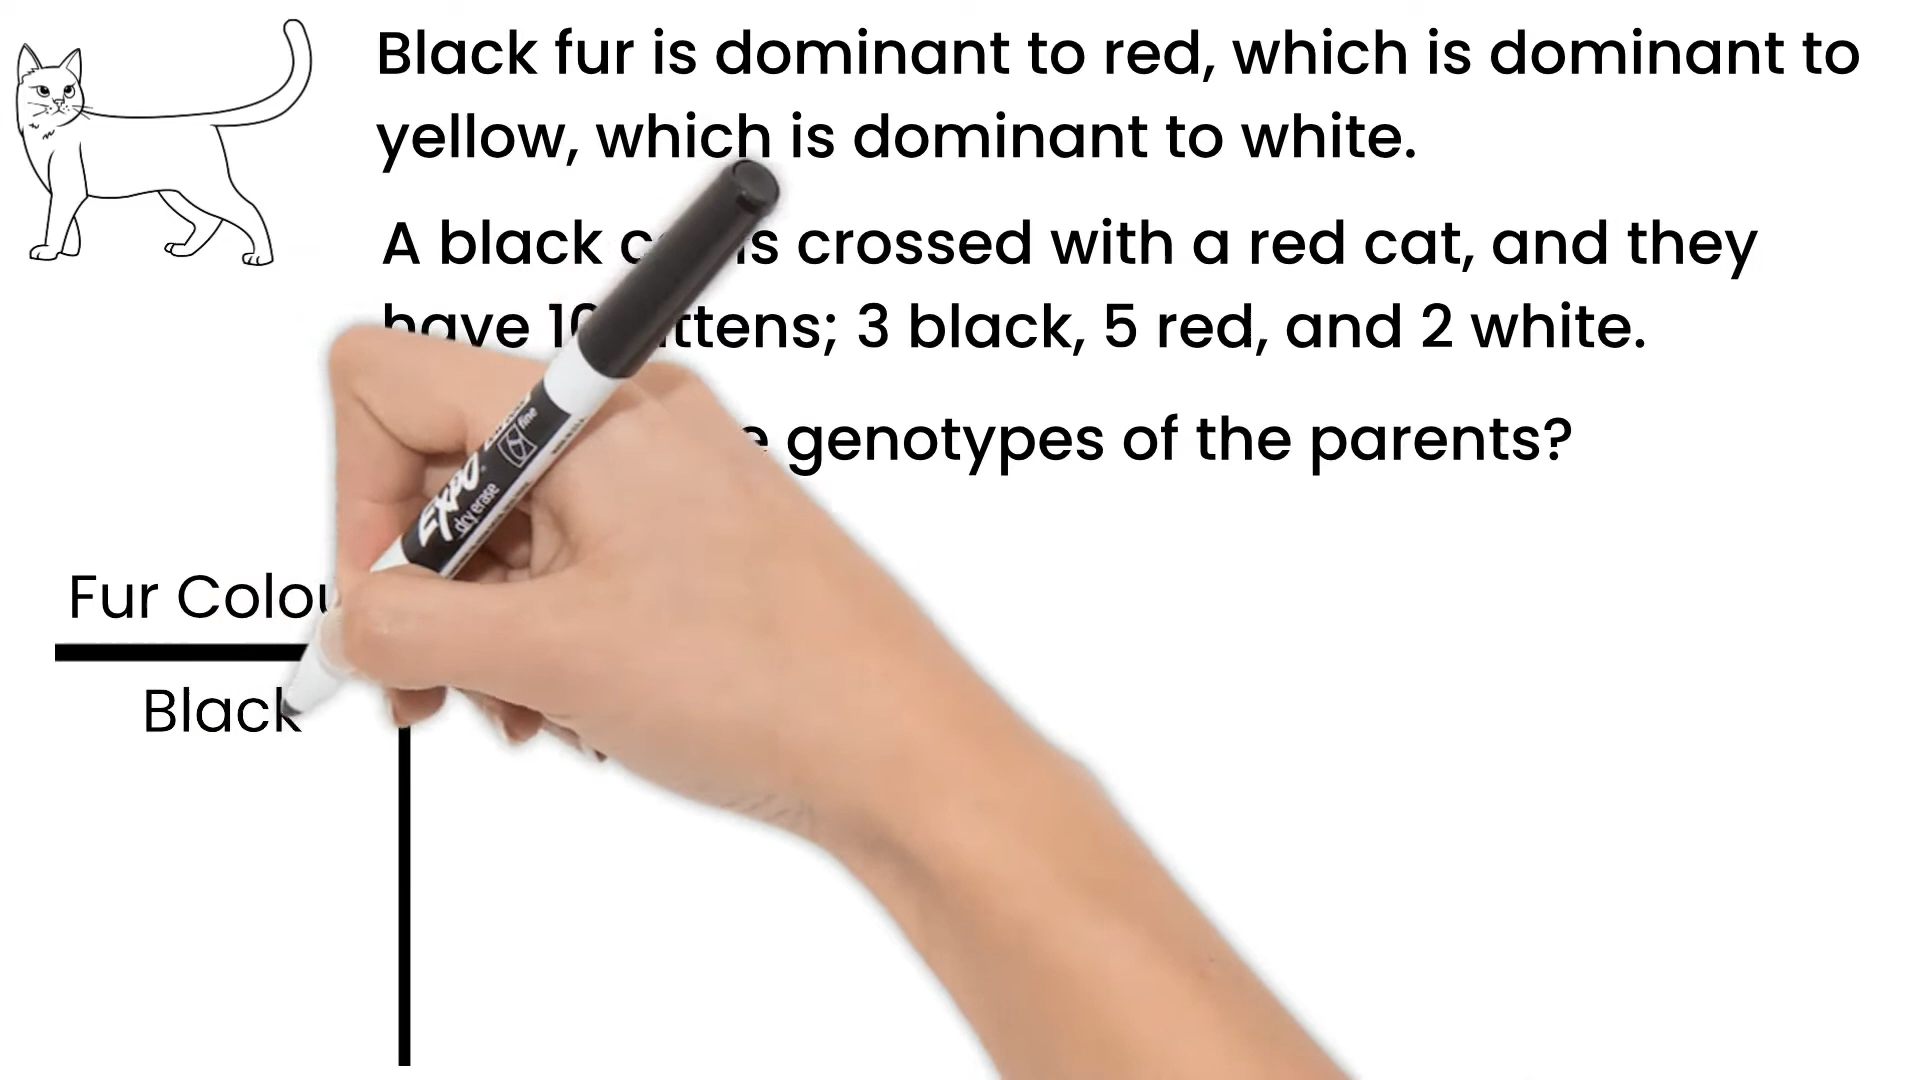 Black fur is dominant to red, which is dominant to
yellow, which is dominant to white.
A black is crossed with a red cat, and they
have kittens; 3 black, 5 red, and 2 white.
genotypes of the parents?
EXPO
dry erase
fine
Fur
Black